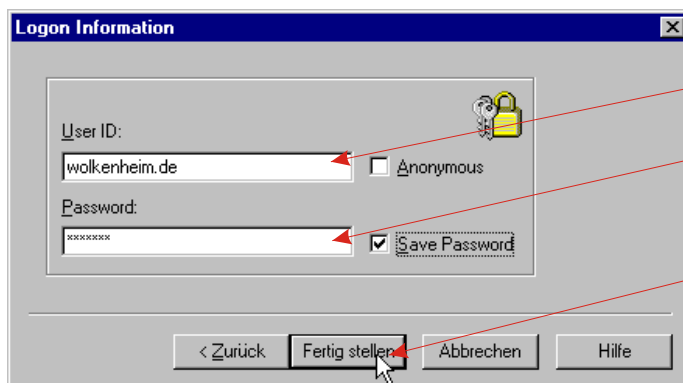 Logon Information
User ID:
wolkenheim.de
Anonymous
Password:
*******
Save Password
< Zurück
Fertig stellen
Abbrechen
Hilfe